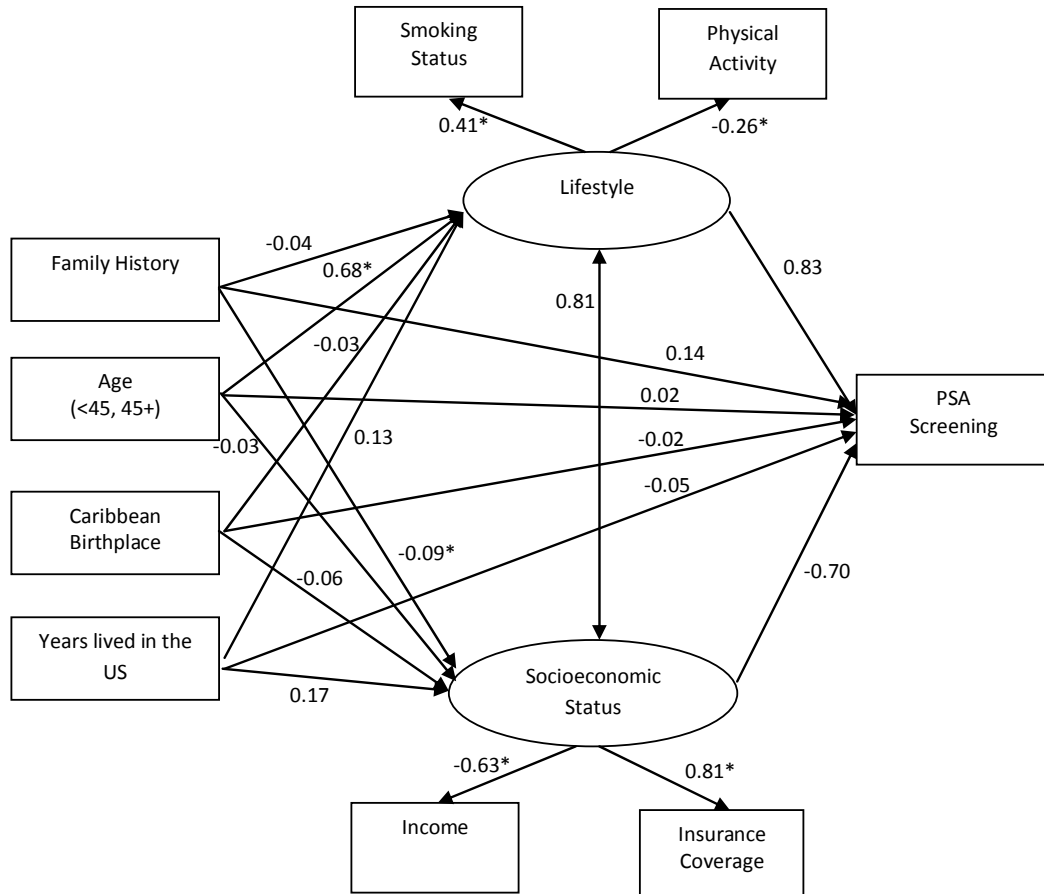 Smoking
Status
Physical
Activity
0.41*
-0.26*
Lifestyle
Family History
-0.04
0.68*
0.81
0.83
-0.03
0.14
Age
(<45, 45+)
0.02
PSA
Screening
-0.03
0.13
-0.02
-0.05
Caribbean
Birthplace
-0.09*
-0.06
-0.70
Years lived in the
US
0.17
Socioeconomic
Status
-0.63*
0.81*
Income
Insurance
Coverage